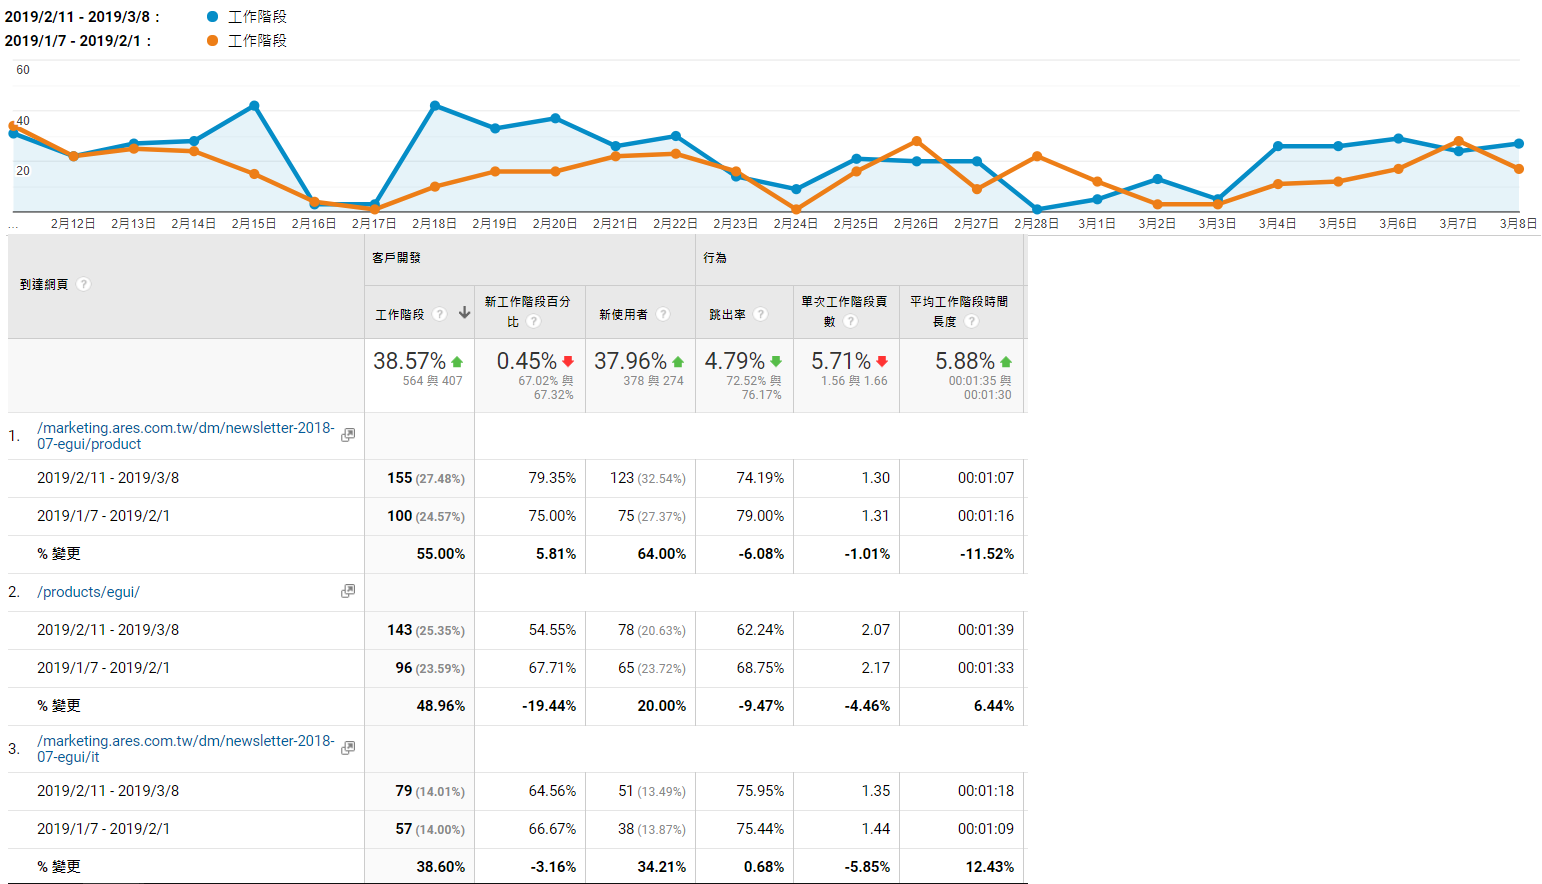 2019/2/11 - 2019/3/8： 工作階段
2019/1/7 - 2019/2/1： 工作階段
60
40
20
... 2月12日 2月13日 2月14日 2月15日 2月16日 2月17日 2月18日 2月19日 2月20日 2月21日 2月22日 2月23日 2月24日 2月25日 2月26日 2月27日 2月28日 3月1日 3月2日 3月3日 3月4日 3月5日 3月6日 3月7日 3月8日
到達網頁 ?
客戶開發 行為
工作階段 ?
新工作階段百分
比 ?
新使用者 ?
跳出率 ?
單次工作階段頁
數 ?
平均工作階段時間
長度 ?
38.57%
564 與 407
0.45%
67.02% 與
67.32%
37.96%
378 與 274
4.79%
72.52% 與
76.17%
5.71%
1.56 與 1.66
5.88%
00:01:35 與
00:01:30
1. /marketing.ares.com.tw/dm/newsletter-2018-
07-egui/product
2019/2/11 - 2019/3/8 155 (27.48%) 79.35% 123 (32.54%) 74.19% 1.30 00:01:07
2019/1/7 - 2019/2/1 100 (24.57%) 75.00% 75 (27.37%) 79.00% 1.31 00:01:16
% 變更 55.00% 5.81% 64.00% -6.08% -1.01% -11.52%
2. /products/egui/
2019/2/11 - 2019/3/8 143 (25.35%) 54.55% 78 (20.63%) 62.24% 2.07 00:01:39
2019/1/7 - 2019/2/1 96 (23.59%) 67.71% 65 (23.72%) 68.75% 2.17 00:01:33
% 變更 48.96% -19.44% 20.00% -9.47% -4.46% 6.44%
3. /marketing.ares.com.tw/dm/newsletter-2018-
07-egui/it
2019/2/11 - 2019/3/8 79 (14.01%) 64.56% 51 (13.49%) 75.95% 1.35 00:01:18
2019/1/7 - 2019/2/1 57 (14.00%) 66.67% 38 (13.87%) 75.44% 1.44 00:01:09
% 變更 38.60% -3.16% 34.21% 0.68% -5.85% 12.43%